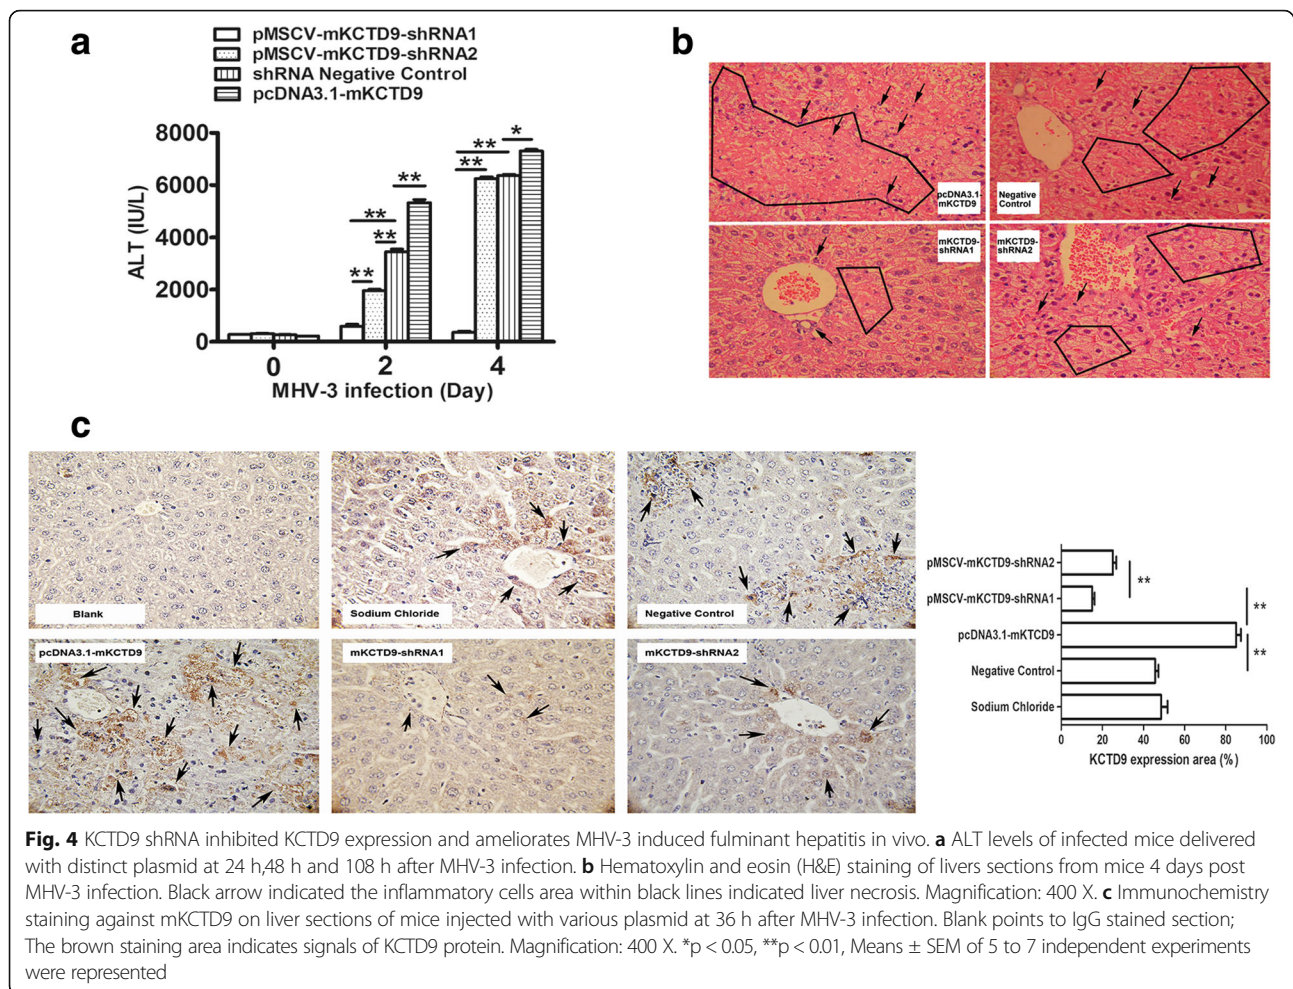 a
pMSCV-mKCTD9-shRNA1
pMSCV-mKCTD9-shRNA2
shRNA Negative Control
pcDNA3.1-mKCTD9
8000
6000
4000
2000
0
ALT (IU/L)
**
**
**
**
**
**
*
0
2
4
MHV-3 infection (Day)
b
pcDNA3.1-
mKCTD9
Negative
Control
mKCTD9-
shRNA1
mKCTD9-
shRNA2
c
Blank
Sodium Chloride
Negative Control
pcDNA3.1-mKCTD9
mKCTD9-shRNA1
mKCTD9-shRNA2
pMSCV-mKCTD9-shRNA2
pMSCV-mKCTD9-shRNA1
pcDNA3.1-mKTCD9
Negative Control
Sodium Chloride
**
**
**
0 20 40 60 80 100
KCTD9 expression area (%)
Fig. 4 KCTD9 shRNA inhibited KCTD9 expression and ameliorates MHV-3 induced fulminant hepatitis in vivo. a ALT levels of infected mice delivered
with distinct plasmid at 24 h,48 h and 108 h after MHV-3 infection. b Hematoxylin and eosin (H&E) staining of livers sections from mice 4 days post
MHV-3 infection. Black arrow indicated the inflammatory cells area within black lines indicated liver necrosis. Magnification: 400 X. c Immunochemistry
staining against mKCTD9 on liver sections of mice injected with various plasmid at 36 h after MHV-3 infection. Blank points to IgG stained section;
The brown staining area indicates signals of KCTD9 protein. Magnification: 400 X. *p < 0.05, **p < 0.01, Means ± SEM of 5 to 7 independent experiments
were represented